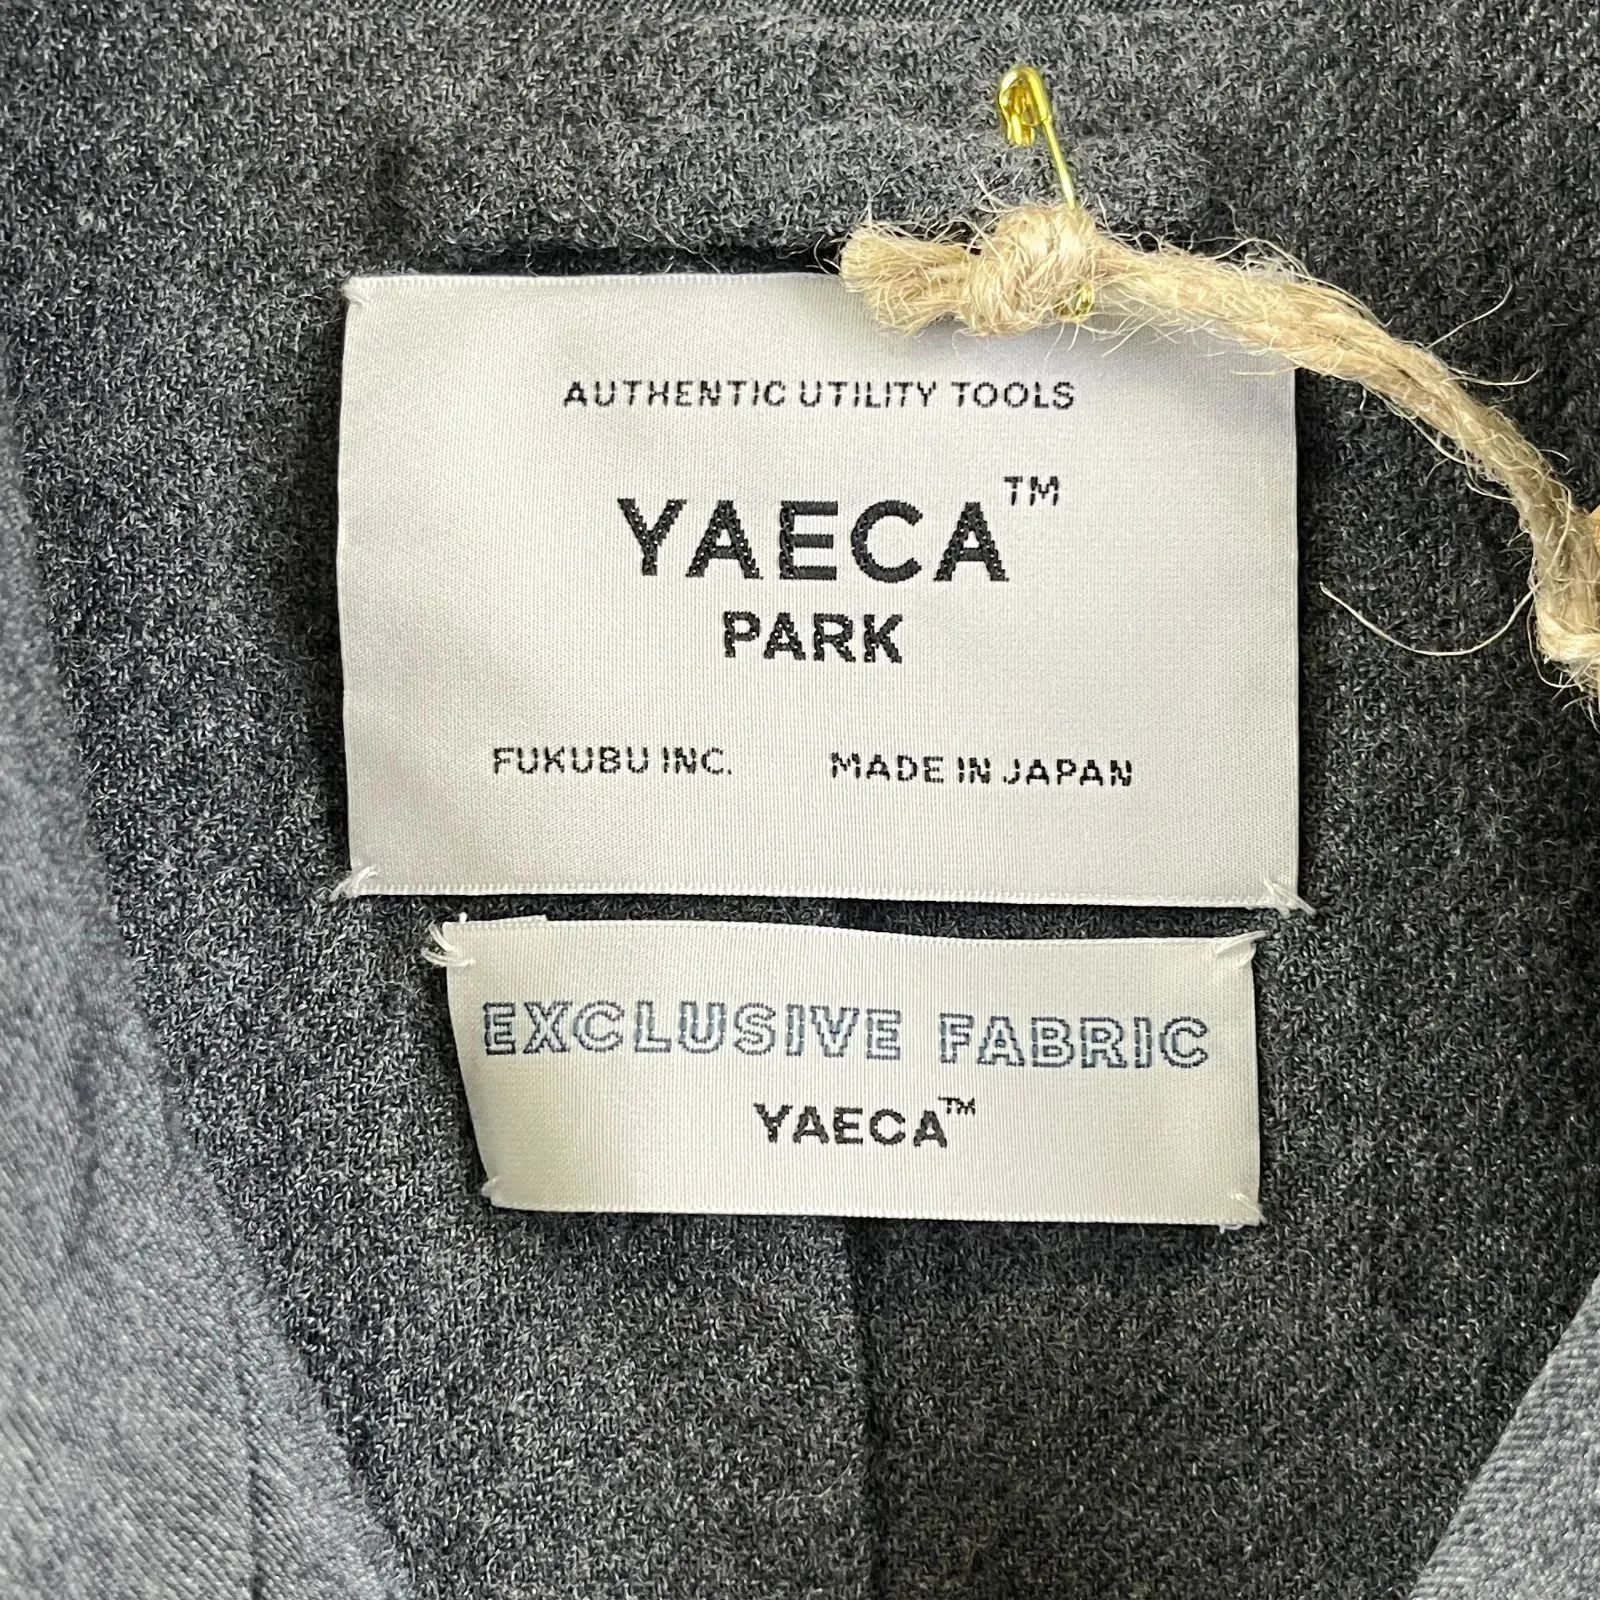 AUTHENTIC UTILITY TOOLS
YAECA™
PARK
FUKUBU INC. MADE IN JAPAN
EXCLUSIVE FABRIC
YAECA™